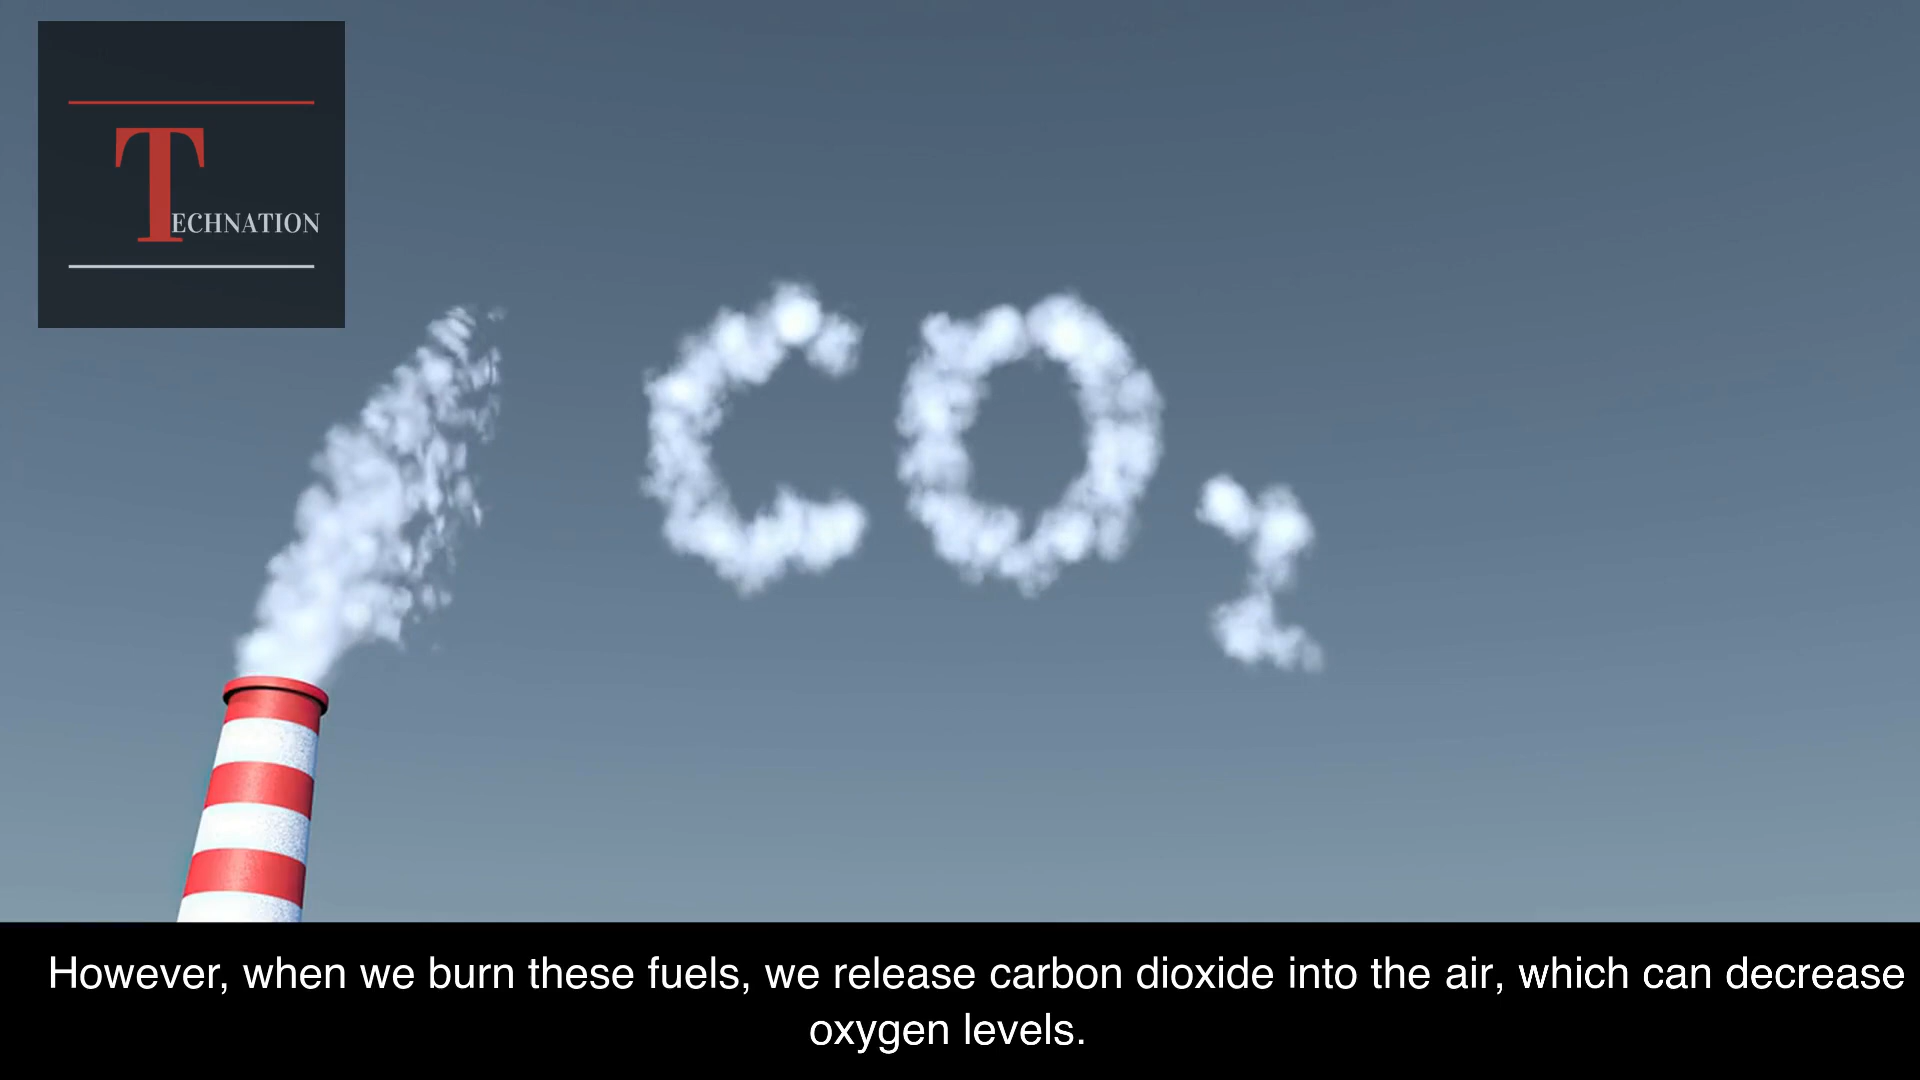 TECHNATION
CO2
However, when we burn these fuels, we release carbon dioxide into the air, which can decrease
oxygen levels.